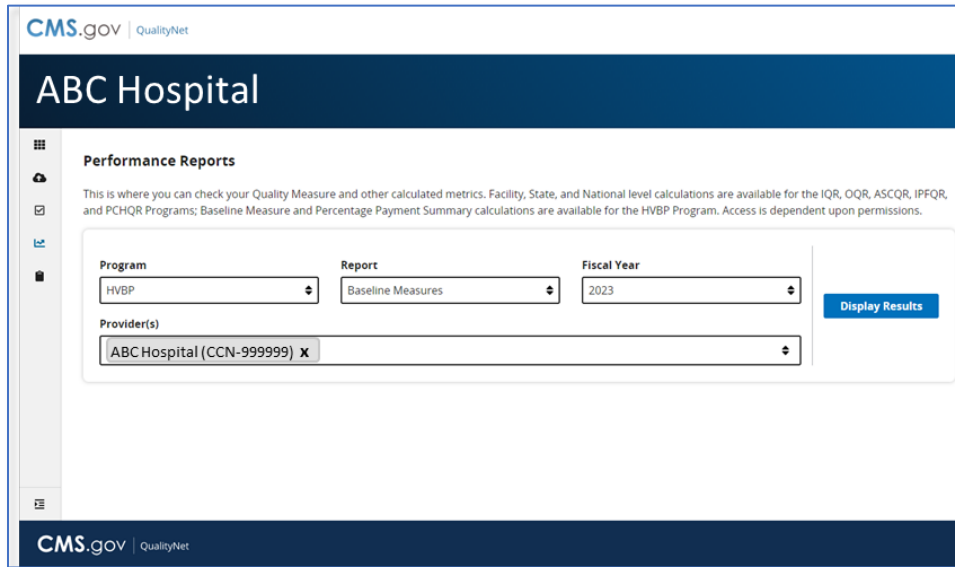 CMS.gov | QualityNet
ABC Hospital
Performance Reports
This is where you can check your Quality Measure and other calculated metrics. Facility, State, and National level calculations are available for the IQR, OQR, ASCQR, IPFQR,
and PCHQR Programs; Baseline Measure and Percentage Payment Summary calculations are available for the HVBP Program. Access is dependent upon permissions.
Program Report Fiscal Year
HVBP Baseline Measures 2023
Display Results
Provider(s)
ABC Hospital (CCN-999999) x
CMS.gov | QualityNet